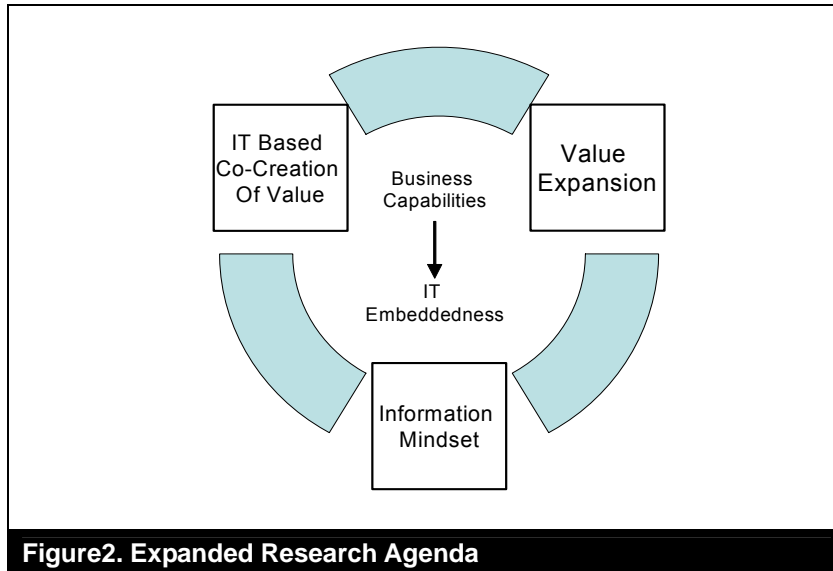 IT Based
Co-Creation
Of Value
Value
Expansion
Business
Capabilities
IT
Embeddedness
Information
Mindset
Figure2. Expanded Research Agenda